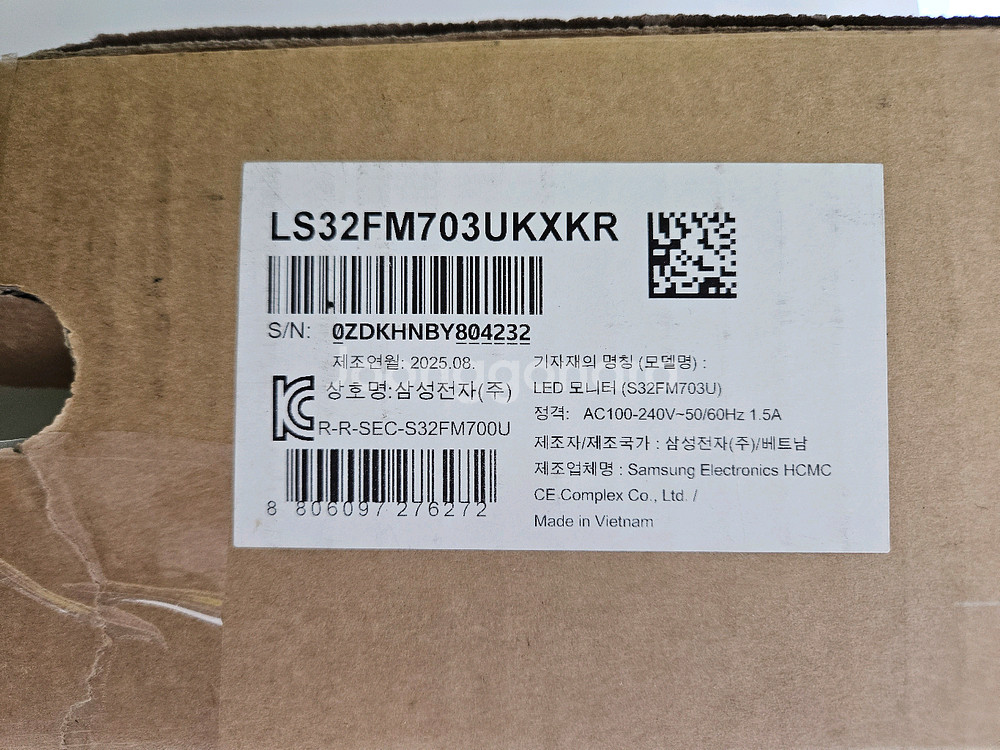 LS32FM703UKXKR
S/N: 0ZDKHNBY804232
제조연월: 2025.08.
상호명:삼성전자(주)
R-R-SEC-S32FM700U
8 806097 276272
기자재의 명칭 (모델명) :
LED 모니터 (S32FM703U)
정격: AC100-240V~50/60Hz 1.5A
제조자/제조국가 : 삼성전자(주)/베트남
제조업체명 : Samsung Electronics HCMC
CE Complex Co., Ltd. /
Made in Vietnam